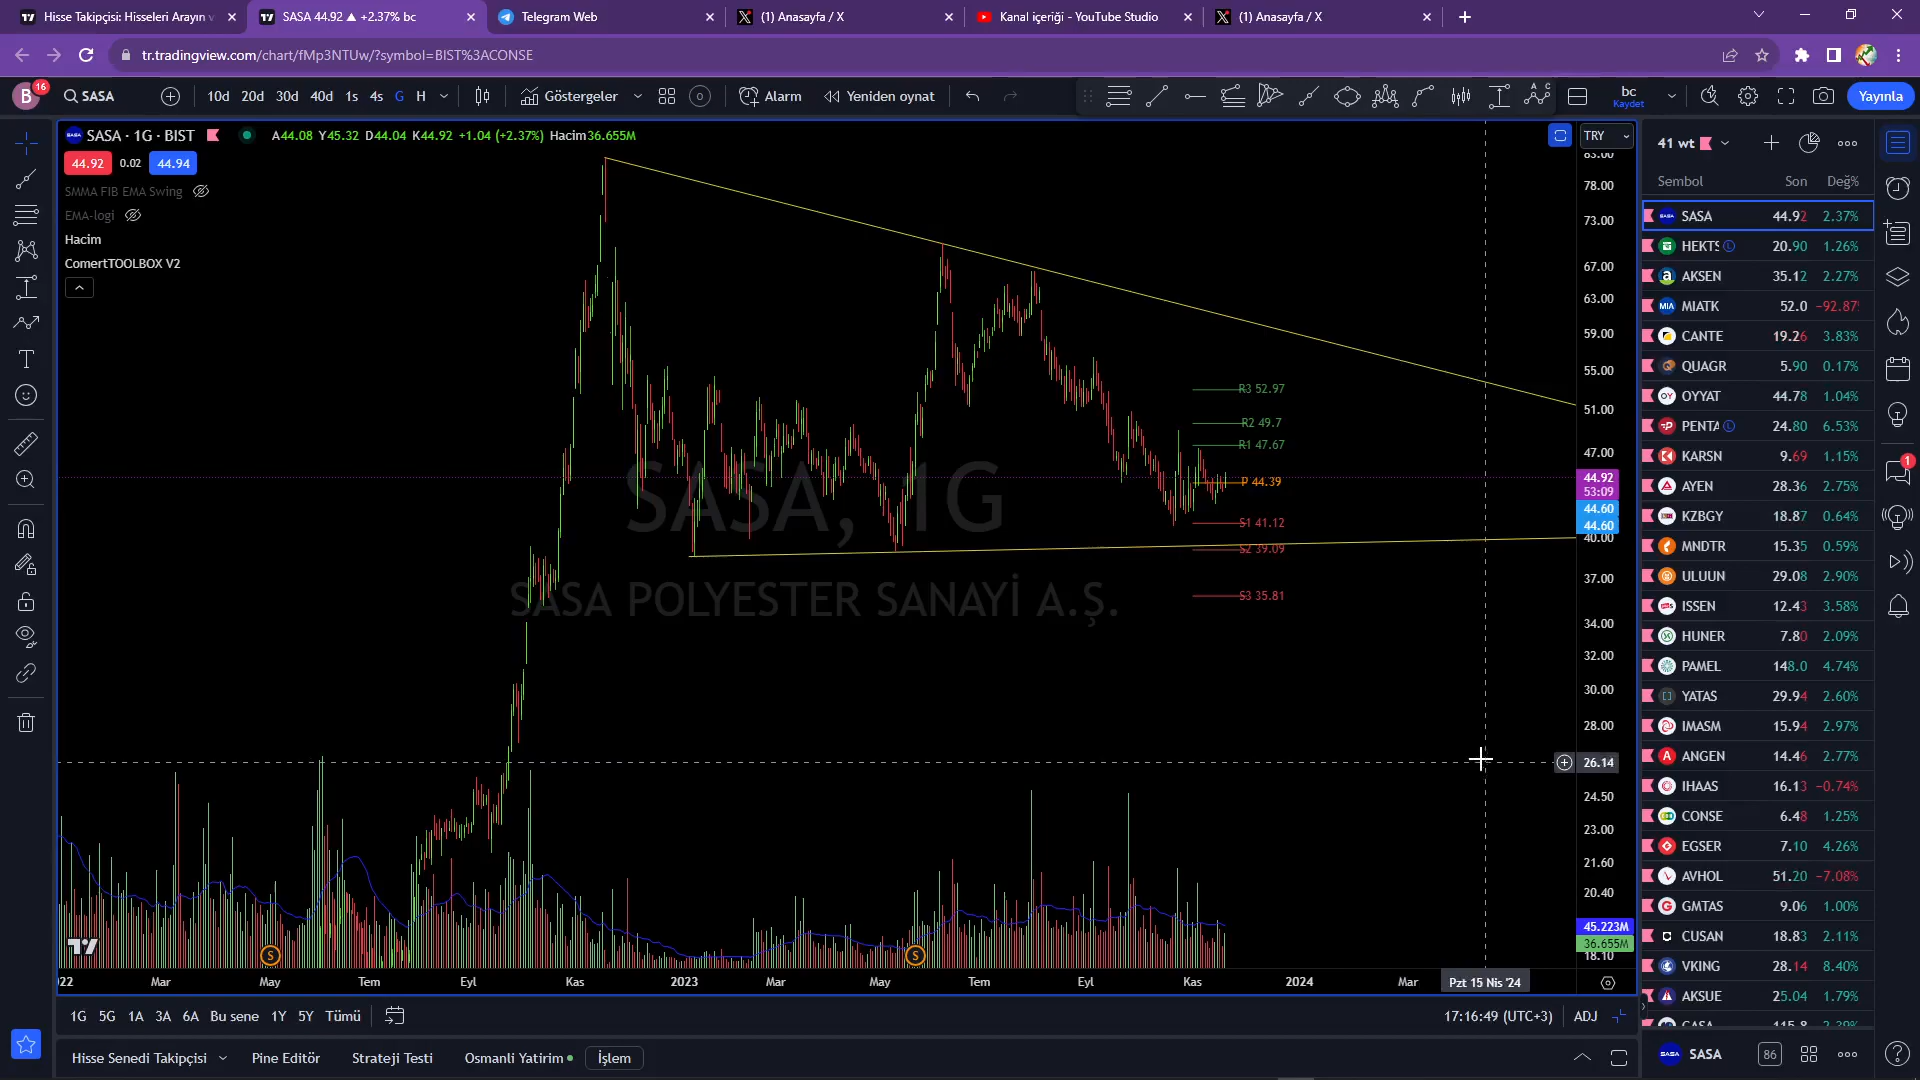 Hisse Takipçisi: Hisseleri Arayın v
SASA 44.92 ▲ +2.37% bc
Telegram Web
(1) Anasayfa / X
Kanal içeriği - YouTube Studio
(1) Anasayfa / X
tr.tradingview.com/chart/fMp3NTUw/?symbol=BIST%3ACONSE
B 16
SASA
10d 20d 30d 40d 1s 4s G H
Göstergeler
Alarm
Yeniden oynat
bc
Kaydet
Yayınla
SASA · 1G · BIST
A44.08 Y45.32 D44.04 K44.92 +1.04 (+2.37%) Hacim36.655M
44.92 0.02 44.94
SMMA FIB EMA Swing
EMA-logi
Hacim
ComertTOOLBOX V2
TRY
83.00
78.00
73.00
67.00
63.00
59.00
55.00
51.00
47.00
44.92
53:09
44.60
44.60
40.00
37.00
34.00
32.00
30.00
28.00
26.14
24.50
23.00
21.60
20.40
45.223M
36.655M
18.10
R3 52.97
R2 49.7
R1 47.67
P 44.39
S1 41.12
S2 39.09
S3 35.81
SASA, 1G
SASA POLYESTER SANAYİ A.Ş.
S
S
22 Mar May Tem Eyl Kas 2023 Mar May Tem Eyl Kas 2024 Mar Pzt 15 Nis '24
1G 5G 1A 3A 6A Bu sene 1Y 5Y Tümü
17:16:49 (UTC+3) ADJ
Hisse Senedi Takipçisi Pine Editör Strateji Testi Osmanli Yatirim İşlem
41 wt
Sembol Son Değ%
SASA 44.92 2.37%
HEKTS 20.90 1.26%
AKSEN 35.12 2.27%
MIATK 52.0 −92.87
CANTE 19.26 3.83%
QUAGR 5.90 0.17%
OYYAT 44.78 1.04%
PENTA 24.80 6.53%
KARSN 9.69 1.15%
AYEN 28.36 2.75%
KZBGY 18.87 0.64%
MNDTR 15.35 0.59%
ULUUN 29.08 2.90%
ISSEN 12.43 3.58%
HUNER 7.80 2.09%
PAMEL 148.0 4.74%
YATAS 29.94 2.60%
IMASM 15.94 2.97%
ANGEN 14.46 2.77%
IHAAS 16.13 −0.74%
CONSE 6.48 1.25%
EGSER 7.10 4.26%
AVHOL 51.20 −7.08%
GMTAS 9.06 1.00%
CUSAN 18.83 2.11%
VKING 28.14 8.40%
AKSUE 25.04 1.79%
SASA 86
1